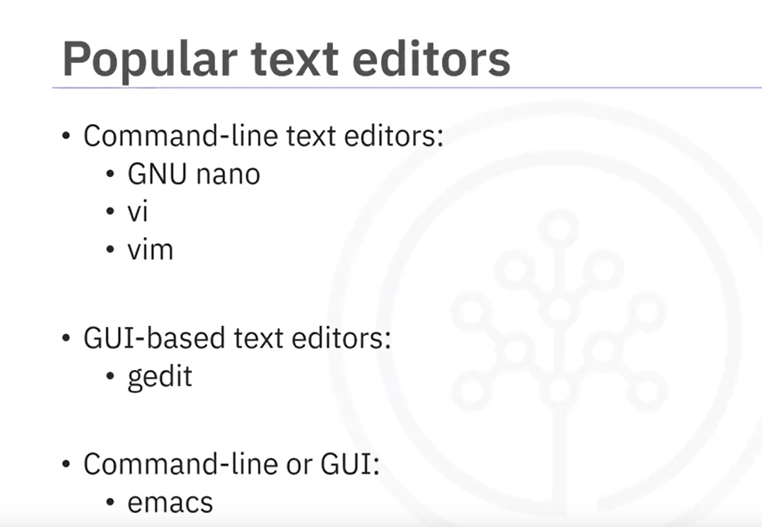 Popular text editors
• Command-line text editors:
• GNU nano
• vi
• vim
• GUI-based text editors:
• gedit
• Command-line or GUI:
• emacs